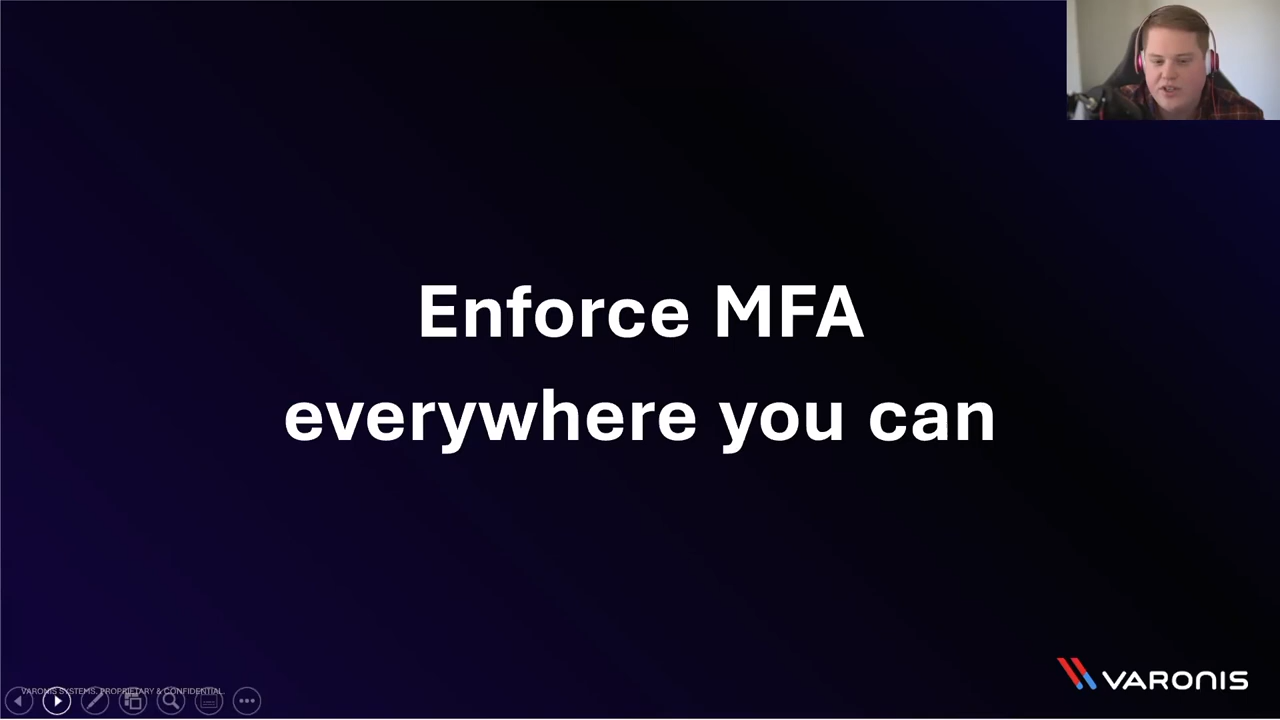 Enforce MFA
everywhere you can
VARONIS
VARONIS SYSTEMS. PROPRIETARY & CONFIDENTIAL.